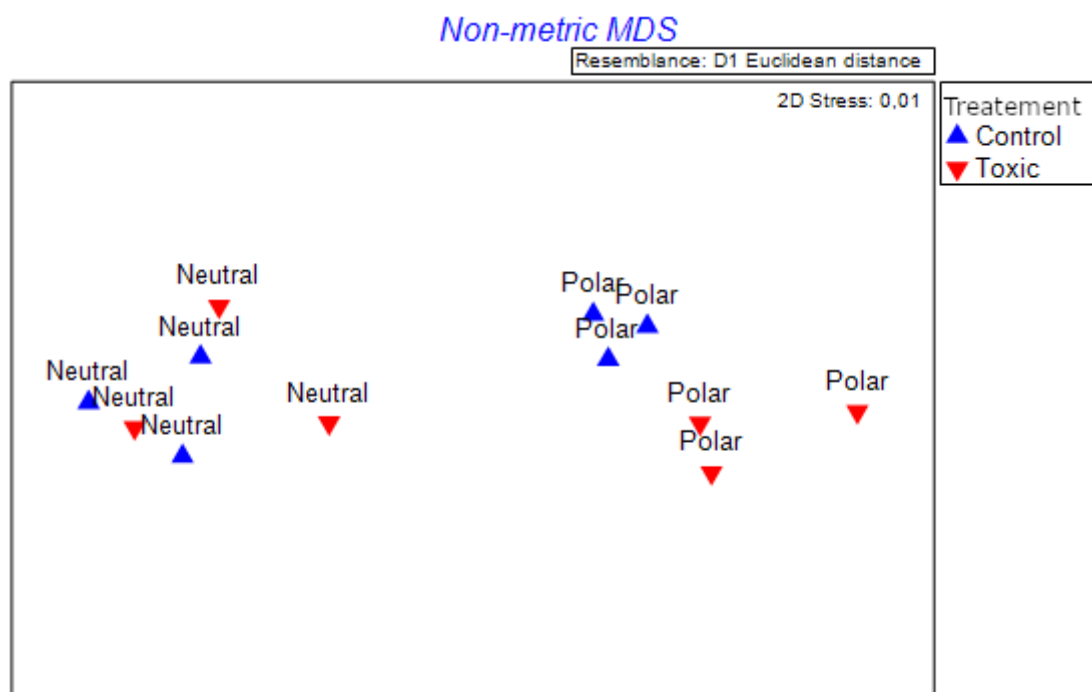 Non-metric MDS
Resemblance: D1 Euclidean distance
2D Stress: 0,01
Treatement
Control
Toxic
Neutral
Polar
Polar
Neutral
Polar
Neutral
Neutral
Neutral
Polar
Polar
Neutral
Polar